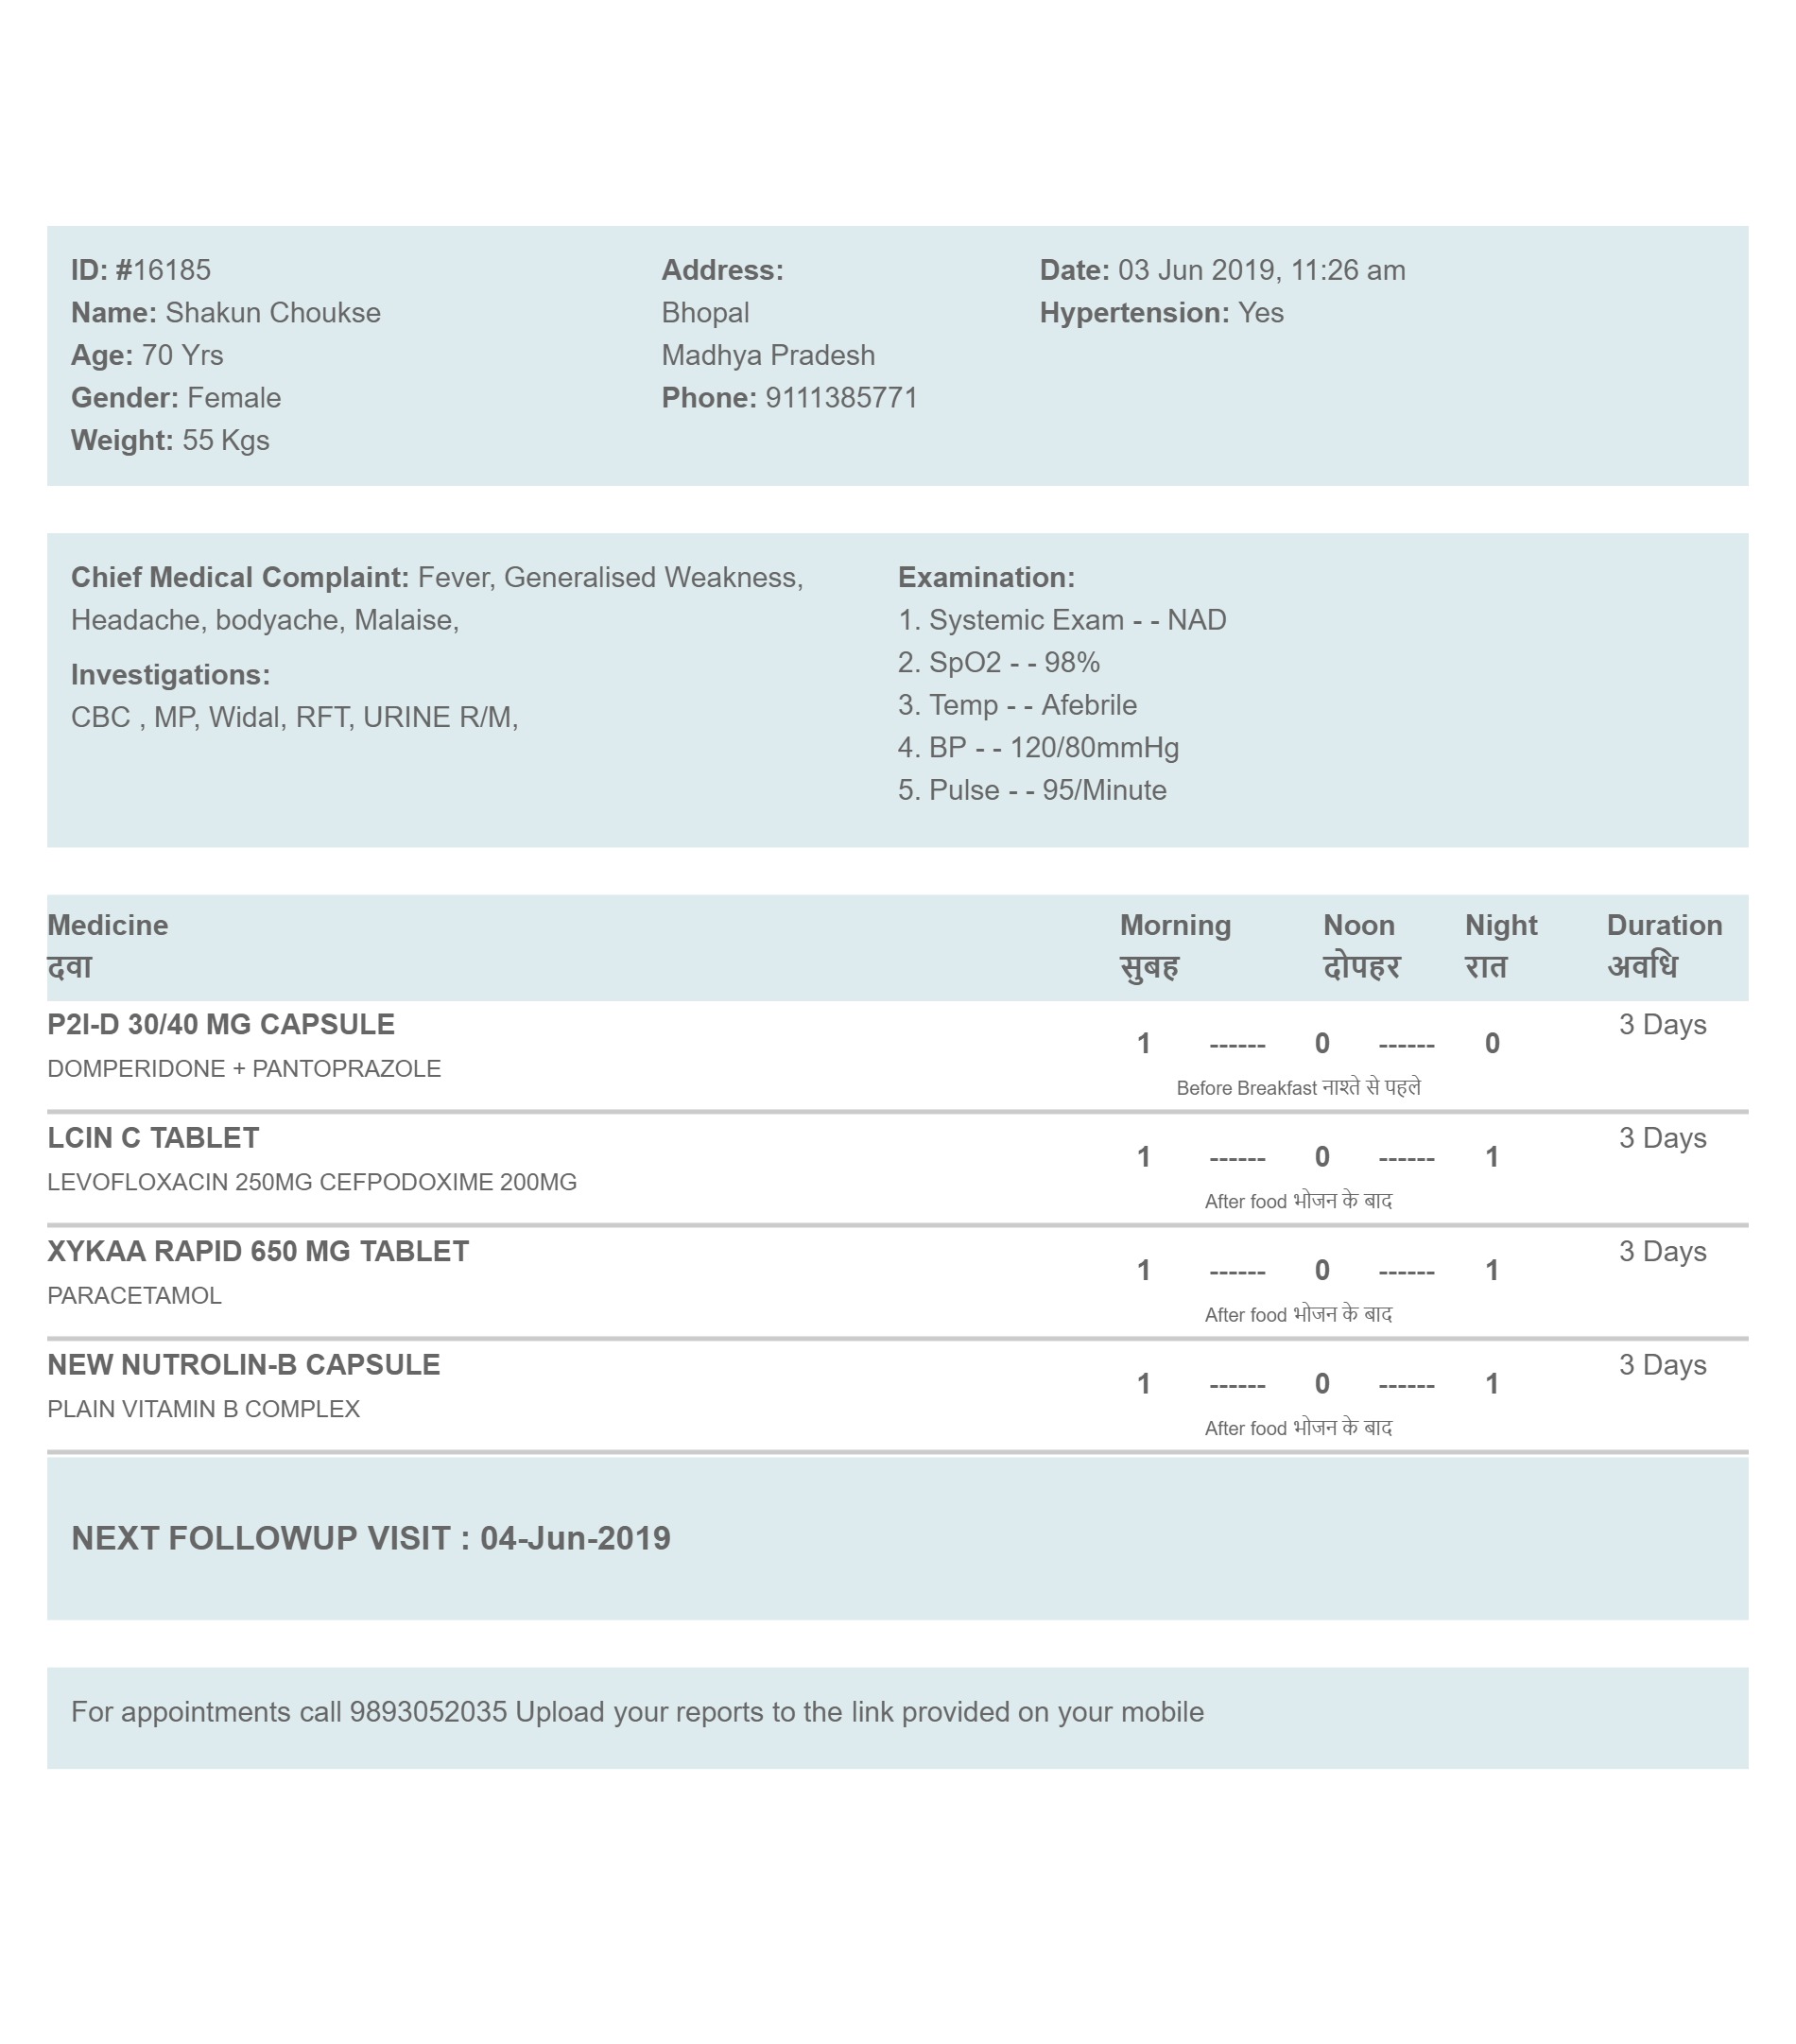 ID: #16185
Name: Shakun Choukse
Age: 70 Yrs
Gender: Female
Weight: 55 Kgs
Address:
Bhopal
Madhya Pradesh
Phone: 9111385771
Date: 03 Jun 2019, 11:26 am
Hypertension: Yes
Chief Medical Complaint: Fever, Generalised Weakness,
Headache, bodyache, Malaise,
Investigations:
CBC , MP, Widal, RFT, URINE R/M,
Examination:
1. Systemic Exam - - NAD
2. SpO2 - - 98%
3. Temp - - Afebrile
4. BP - - 120/80mmHg
5. Pulse - - 95/Minute
Medicine Morning Noon Night Duration
दवा सुबह दोपहर रात अवधि
P2I-D 30/40 MG CAPSULE 3 Days
1 ------ 0 ------ 0
DOMPERIDONE + PANTOPRAZOLE
Before Breakfast नाश्ते से पहले
LCIN C TABLET 3 Days
1 ------ 0 ------ 1
LEVOFLOXACIN 250MG CEFPODOXIME 200MG
After food भोजन के बाद
XYKAA RAPID 650 MG TABLET 3 Days
1 ------ 0 ------ 1
PARACETAMOL
After food भोजन के बाद
NEW NUTROLIN-B CAPSULE 3 Days
1 ------ 0 ------ 1
PLAIN VITAMIN B COMPLEX
After food भोजन के बाद
NEXT FOLLOWUP VISIT : 04-Jun-2019
For appointments call 9893052035 Upload your reports to the link provided on your mobile